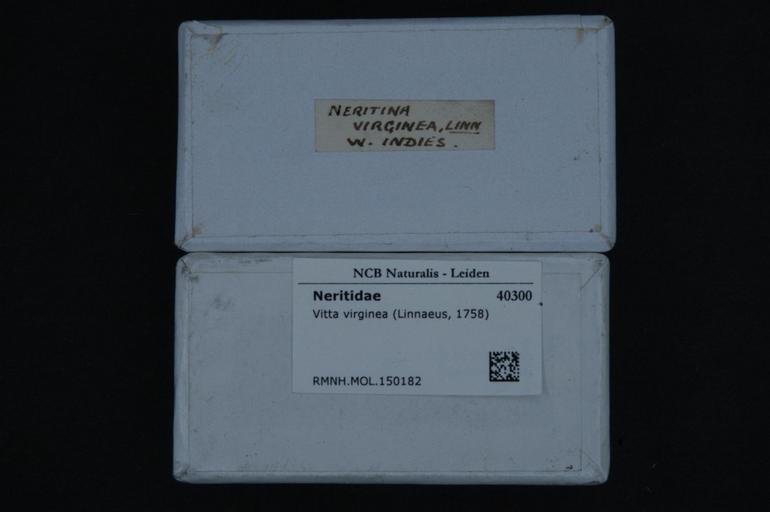 NERITINA
VIRGINEA, LINN
W. INDIES.
NCB Naturalis - Leiden
Neritidae 40300
Vitta virginea (Linnaeus, 1758)
RMNH.MOL.150182